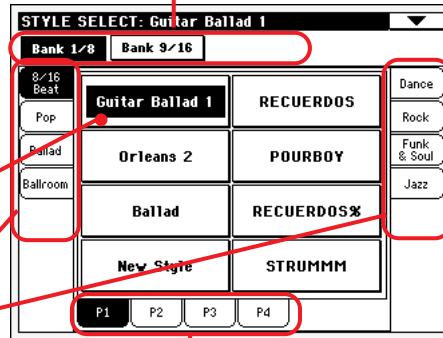 STYLE SELECT: Guitar Ballad 1
Bank 1/8 Bank 9/16
8/16 Beat
Pop
Ballad
Ballroom
Guitar Ballad 1 RECUERDOS
Orleans 2 POURBOY
Ballad RECUERDOS%
New Style STRUMMM
Dance
Rock
Funk & Soul
Jazz
P1 P2 P3 P4